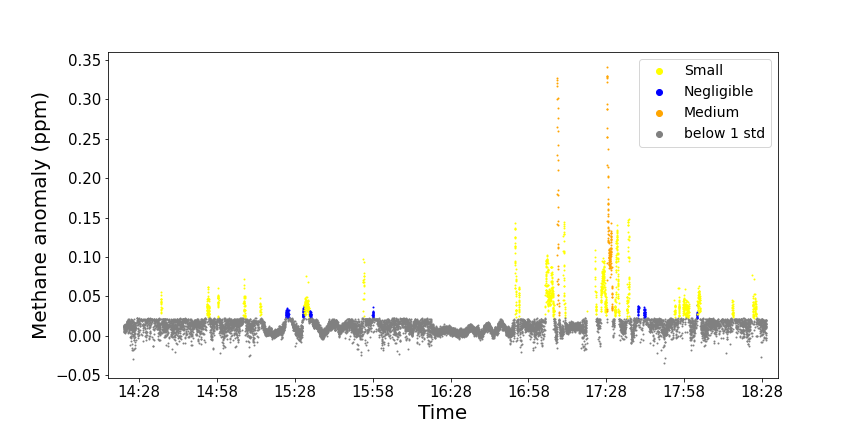 0.35
0.30
0.25
0.20
0.15
0.10
0.05
0.00
−0.05
Methane anomaly (ppm)
Small
Negligible
Medium
below 1 std
14:28 14:58 15:28 15:58 16:28 16:58 17:28 17:58 18:28
Time